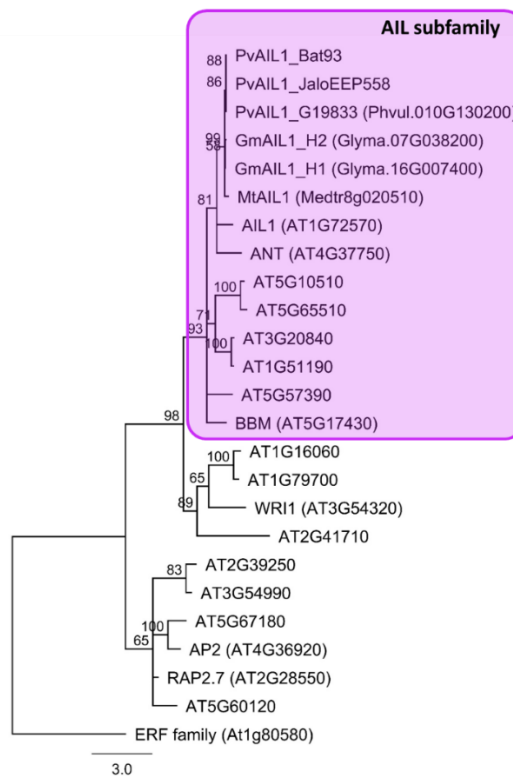 AIL subfamily
88
PvAIL1_Bat93
86
PvAIL1_JaloEEP558
PvAIL1_G19833 (Phvul.010G130200)
99
GmAIL1_H2 (Glyma.07G038200)
58
GmAIL1_H1 (Glyma.16G007400)
MtAIL1 (Medtr8g020510)
81
AIL1 (AT1G72570)
ANT (AT4G37750)
AT5G10510
100
AT5G65510
71
AT3G20840
93
100
AT1G51190
AT5G57390
98
BBM (AT5G17430)
AT1G16060
100
AT1G79700
65
WRI1 (AT3G54320)
89
AT2G41710
AT2G39250
83
AT3G54990
AT5G67180
100
65
AP2 (AT4G36920)
RAP2.7 (AT2G28550)
AT5G60120
ERF family (At1g80580)
3.0